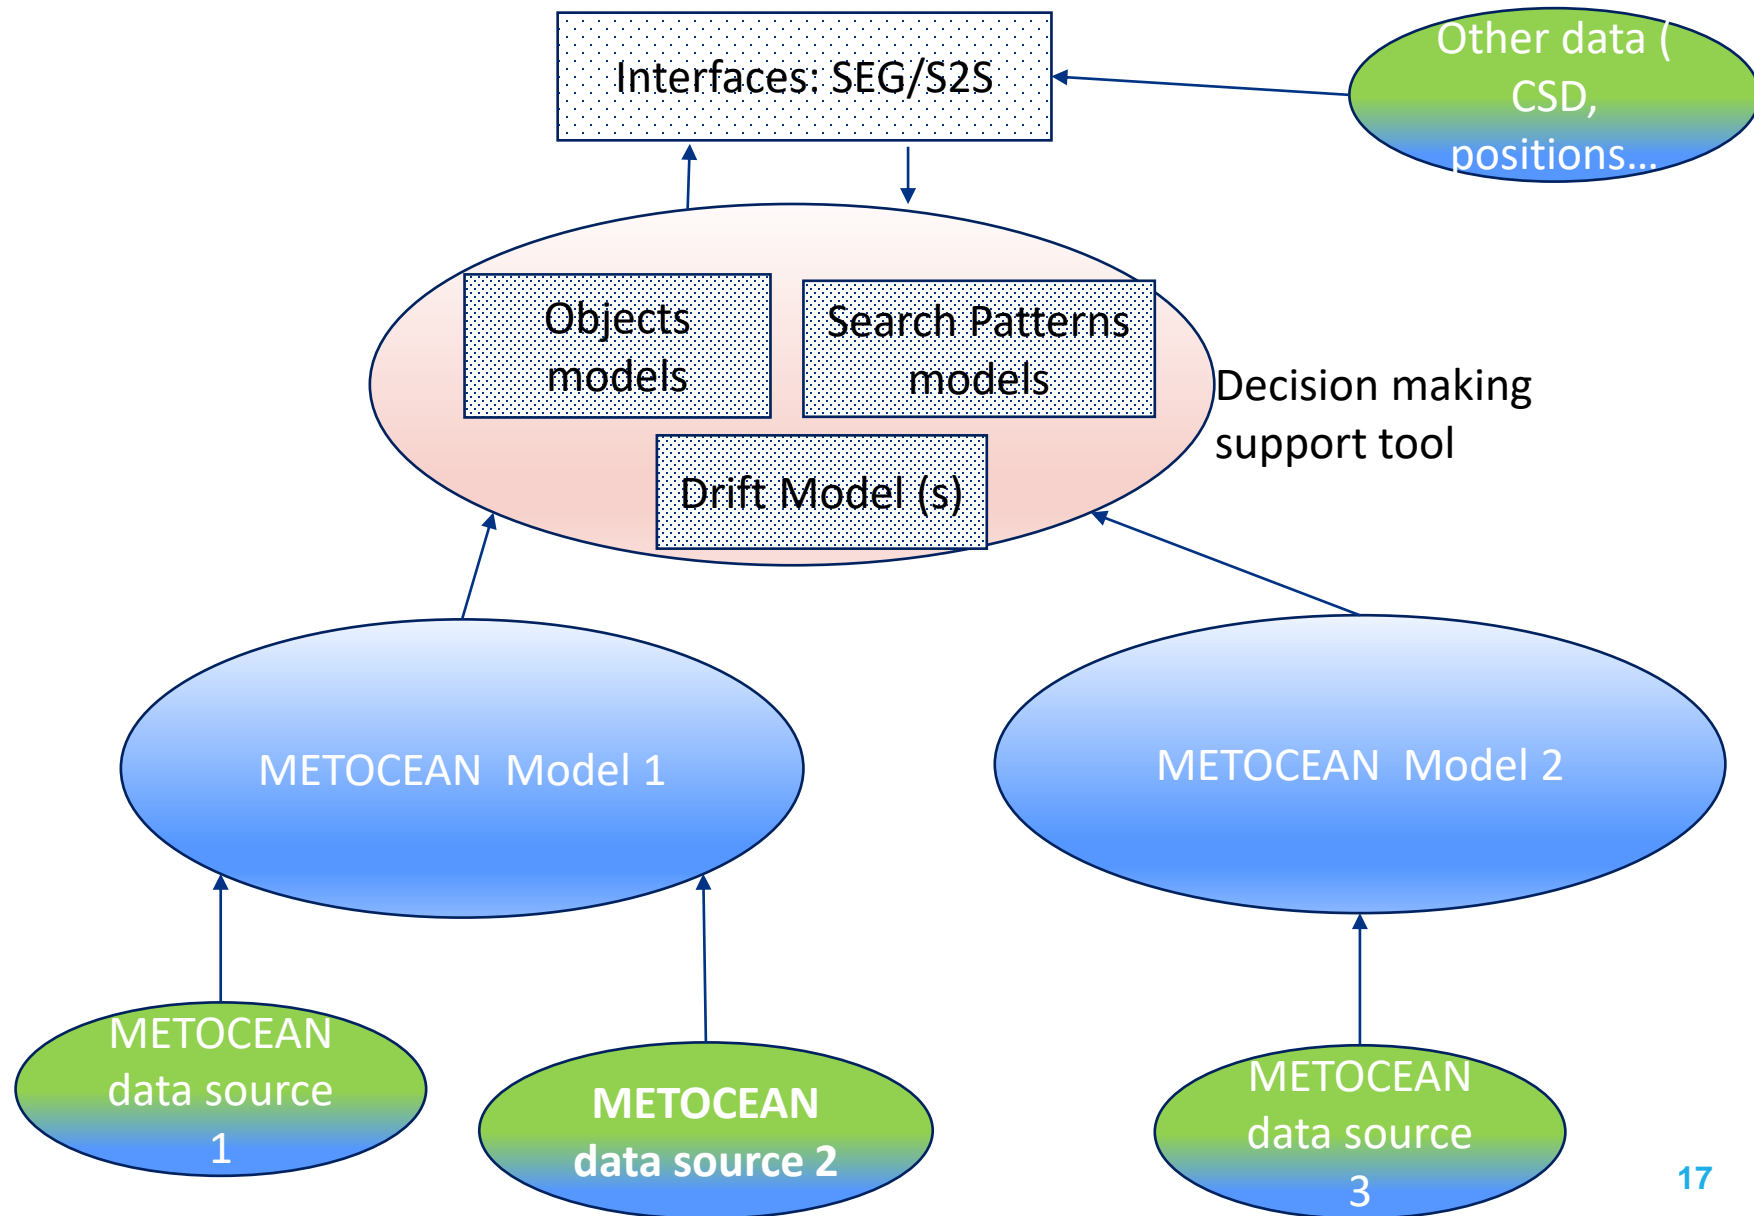 Interfaces: SEG/S2S
Other data (
CSD,
positions...
Objects
models
Search Patterns
models
Decision making
support tool
Drift Model (s)
METOCEAN  Model 1
METOCEAN  Model 2
METOCEAN
data source
1
METOCEAN
data source 2
METOCEAN
data source
3
17